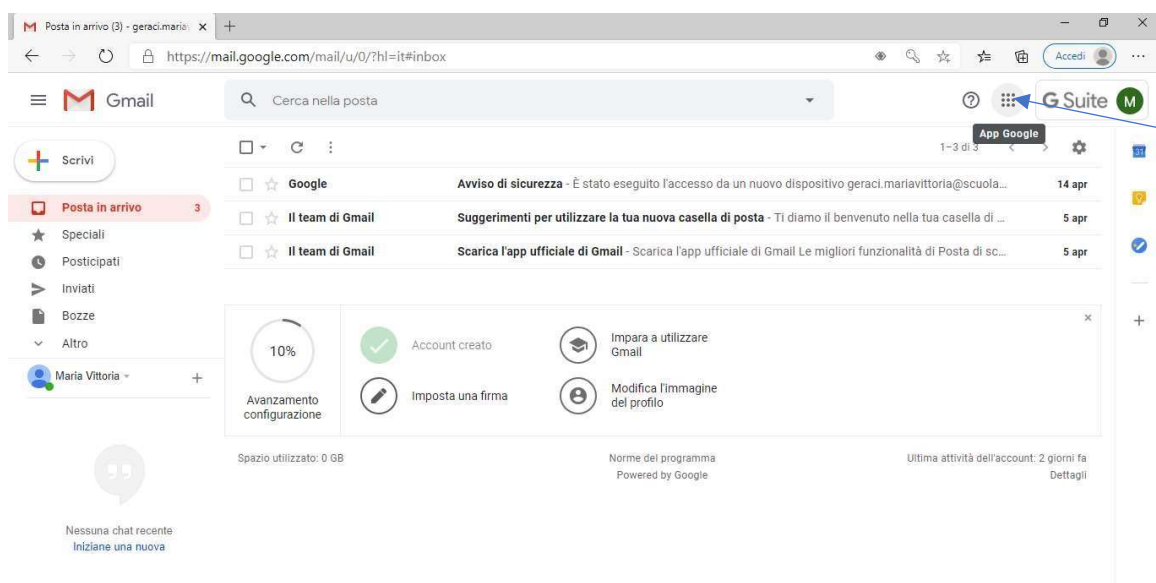 Posta in arrivo (3) - geraci.maria
https://mail.google.com/mail/u/0/?hl=it#inbox
Accedi
Gmail
Cerca nella posta
G Suite
M
App Google
Scrivi
1-3 di 3
31
Google Avviso di sicurezza - È stato eseguito l'accesso da un nuovo dispositivo geraci.mariavittoria@scuola... 14 apr
Posta in arrivo 3
Il team di Gmail Suggerimenti per utilizzare la tua nuova casella di posta - Ti diamo il benvenuto nella tua casella di ... 5 apr
Speciali
Il team di Gmail Scarica l'app ufficiale di Gmail - Scarica l'app ufficiale di Gmail Le migliori funzionalità di Posta di sc... 5 apr
Posticipati
Inviati
Bozze
Altro
Maria Vittoria
10%
Avanzamento
configurazione
Account creato
Impara a utilizzare
Gmail
Imposta una firma
Modifica l'immagine
del profilo
Spazio utilizzato: 0 GB
Norme del programma
Powered by Google
Ultima attività dell'account: 2 giorni fa
Dettagli
Nessuna chat recente
Iniziane una nuova